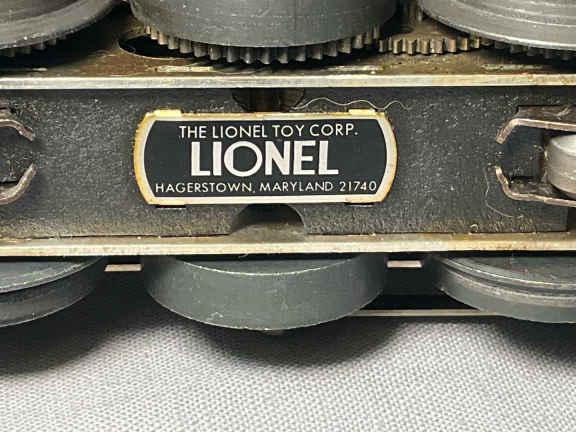 THE LIONEL TOY CORP.
LIONEL
HAGERSTOWN, MARYLAND 21740